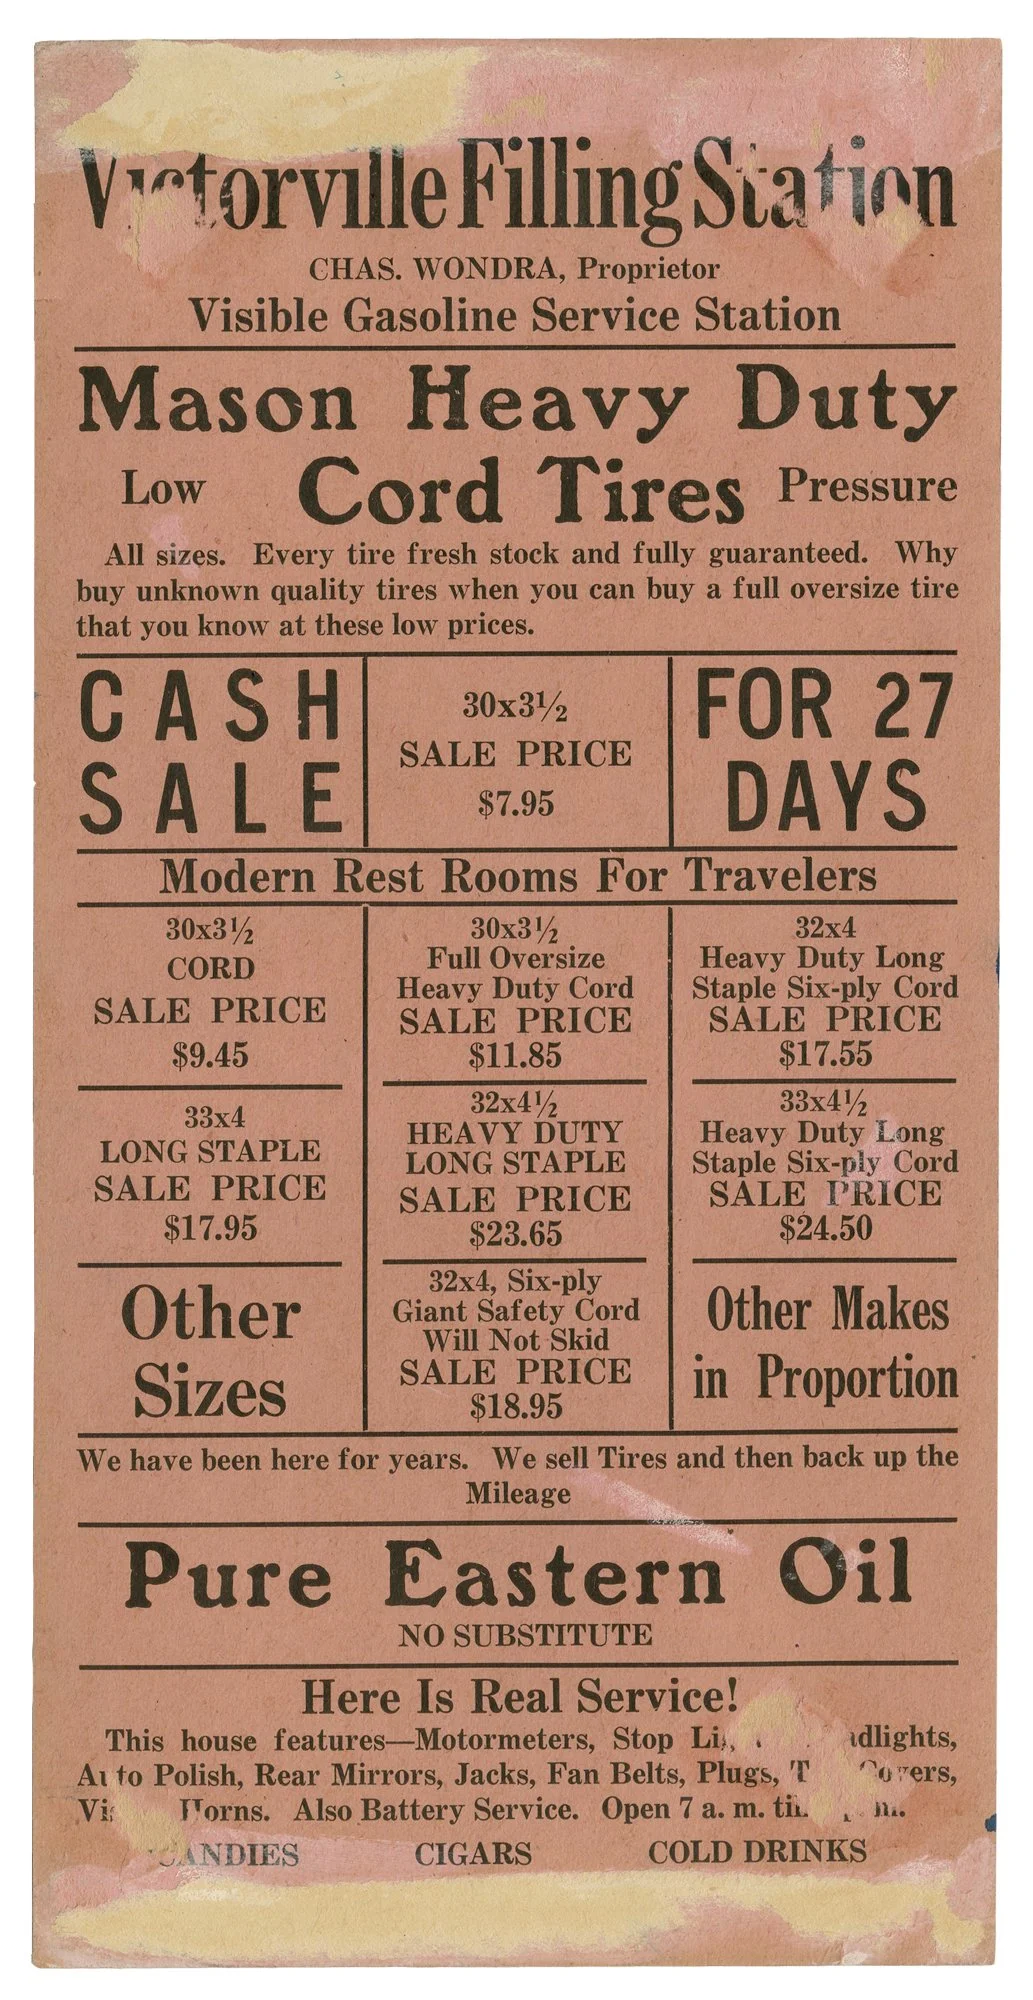 Victorville Filling Station
CHAS. WONDRA, Proprietor
Visible Gasoline Service Station
Mason Heavy Duty
Low Cord Tires Pressure
All sizes. Every tire fresh stock and fully guaranteed. Why
buy unknown quality tires when you can buy a full oversize tire
that you know at these low prices.
CASH
SALE
30x3½
SALE PRICE
$7.95
FOR 27
DAYS
Modern Rest Rooms For Travelers
30x3½
CORD
SALE PRICE
$9.45
30x3½
Full Oversize
Heavy Duty Cord
SALE PRICE
$11.85
32x4
Heavy Duty Long
Staple Six-ply Cord
SALE PRICE
$17.55
33x4
LONG STAPLE
SALE PRICE
$17.95
32x4½
HEAVY DUTY
LONG STAPLE
SALE PRICE
$23.65
33x4½
Heavy Duty Long
Staple Six-ply Cord
SALE PRICE
$24.50
Other
Sizes
32x4, Six-ply
Giant Safety Cord
Will Not Skid
SALE PRICE
$18.95
Other Makes
in Proportion
We have been here for years. We sell Tires and then back up the
Mileage
Pure Eastern Oil
NO SUBSTITUTE
Here Is Real Service!
This house features—Motormeters, Stop
Auto Polish, Rear Mirrors, Jacks, Fan Belts, Plugs, Covers,
Horns. Also Battery Service. Open 7 a. m. till m.
CANDIES CIGARS COLD DRINKS